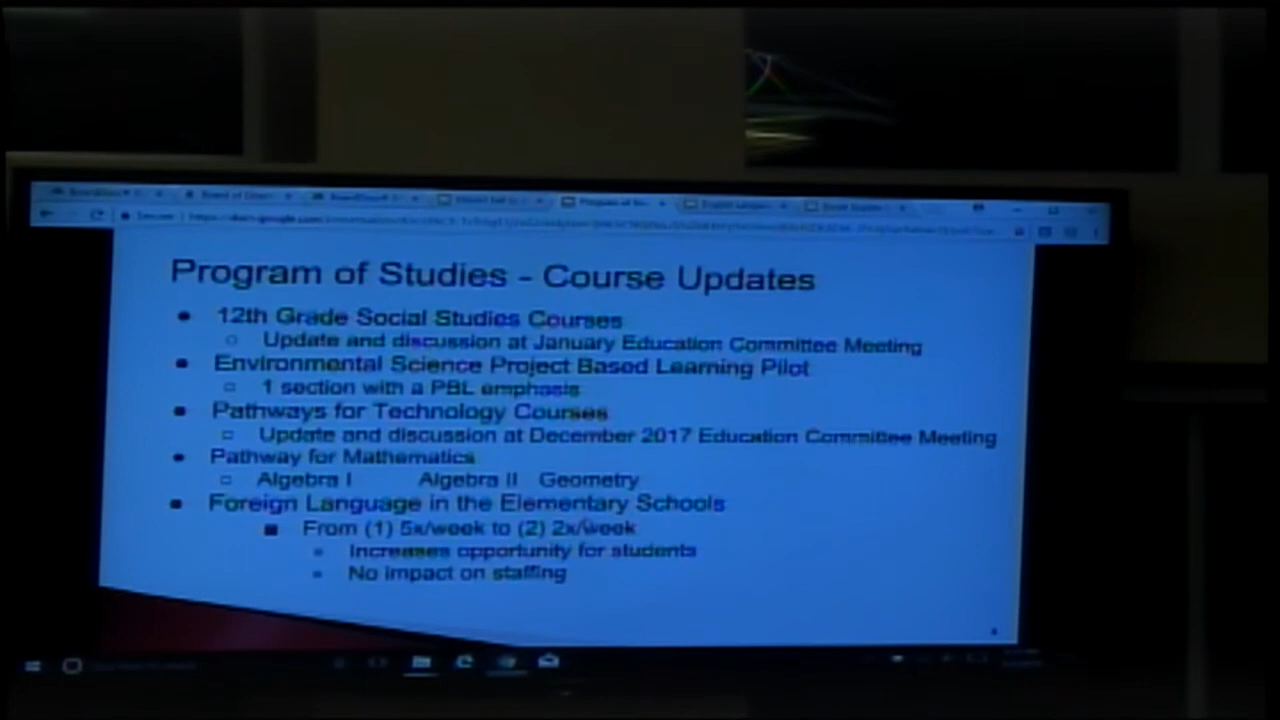 Secure
Program of Studies - Course Updates
● 12th Grade Social Studies Courses
○ Update and discussion at January Education Committee Meeting
● Environmental Science Project Based Learning Pilot
○ 1 section with a PBL emphasis
● Pathways for Technology Courses
○ Update and discussion at December 2017 Education Committee Meeting
● Pathway for Mathematics
○ Algebra I Algebra II Geometry
● Foreign Language in the Elementary Schools
■ From (1) 5x/week to (2) 2x/week
Increases opportunity for students
No impact on staffing